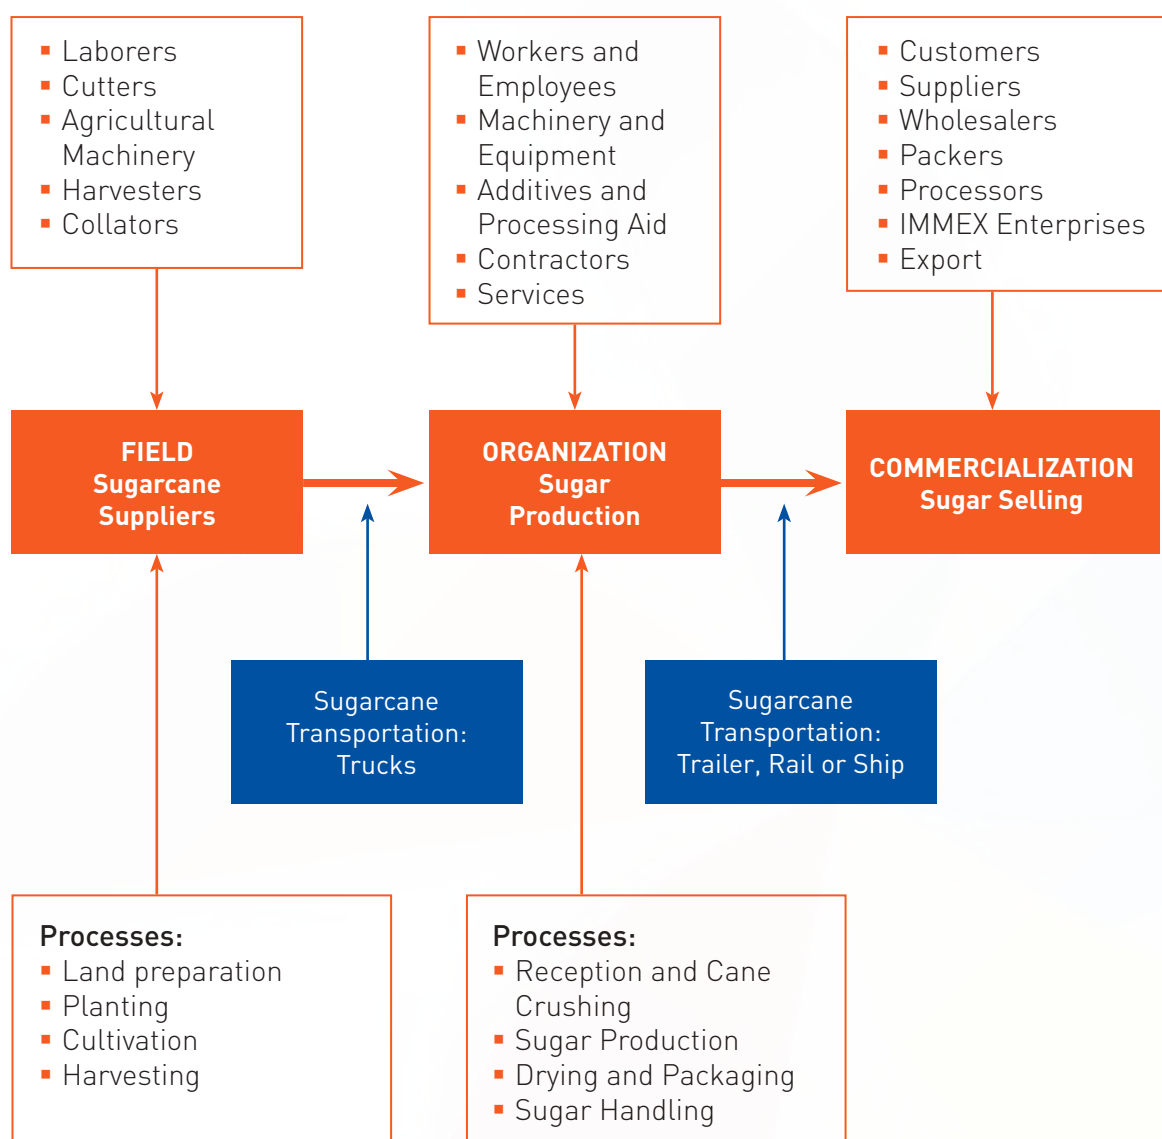 Laborers
Cutters
Agricultural
Machinery
Harvesters
Collators
Workers and
Employees
Machinery and
Equipment
Additives and
Processing Aid
Contractors
Services
Customers
Suppliers
Wholesalers
Packers
Processors
IMMEX Enterprises
Export
FIELD
Sugarcane
Suppliers
ORGANIZATION
Sugar
Production
COMMERCIALIZATION
Sugar Selling
Sugarcane
Transportation:
Trucks
Sugarcane
Transportation:
Trailer, Rail or Ship
Processes:
Land preparation
Planting
Cultivation
Harvesting
Processes:
Reception and Cane
Crushing
Sugar Production
Drying and Packaging
Sugar Handling